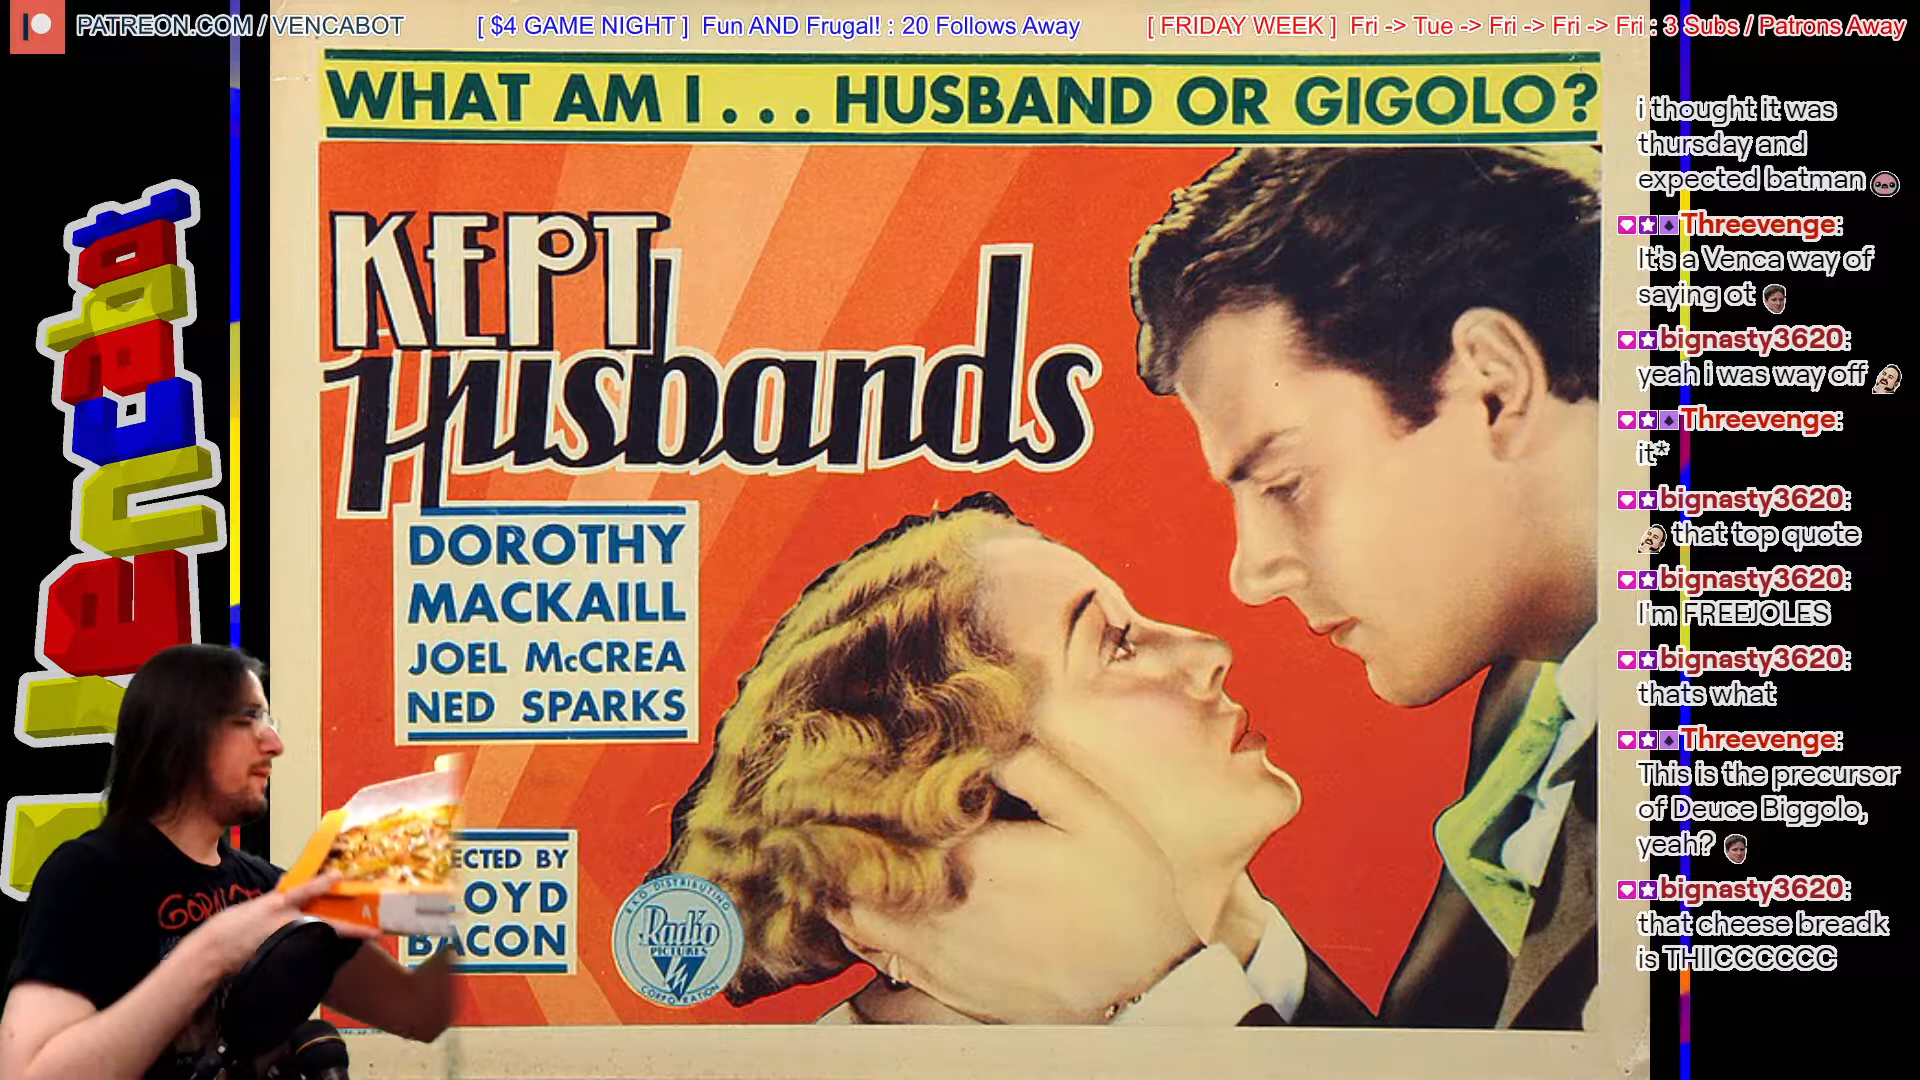 PATREON.COM / VENCABOT
[ $4 GAME NIGHT ] Fun AND Frugal! : 20 Follows Away
[ FRIDAY WEEK ] Fri -> Tue -> Fri -> Fri -> Fri : 3 Subs / Patrons Away
WHAT AM I... HUSBAND OR GIGOLO?
KEPT
Husbands
DOROTHY
MACKAILL
JOEL McCREA
NED SPARKS
ECTED BY
OYD
BACON
RKO DISTRIBUTING
Radio
PICTURES
CORPORATION
Vencabot
i thought it was
thursday and
expected batman
Threevenge:
It's a Venca way of
saying ot
bignasty3620:
yeah i was way off
Threevenge:
it*
bignasty3620:
that top quote
bignasty3620:
I'm FREEJOLES
bignasty3620:
thats what
Threevenge:
This is the precursor
of Deuce Biggolo,
yeah?
bignasty3620:
that cheese breadk
is THIICCCCCC